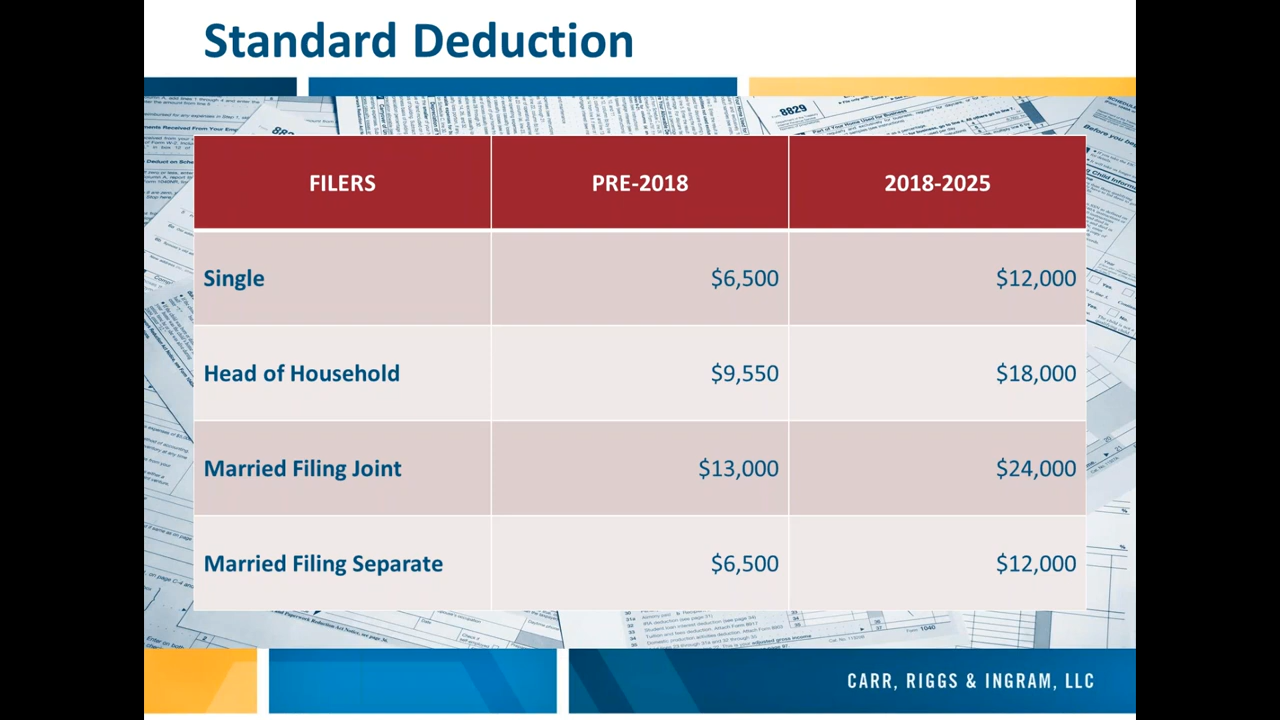 Standard Deduction
8829
FILERS PRE-2018 2018-2025
Single $6,500 $12,000
Head of Household $9,550 $18,000
Married Filing Joint $13,000 $24,000
Married Filing Separate $6,500 $12,000
CARR, RIGGS & INGRAM, LLC